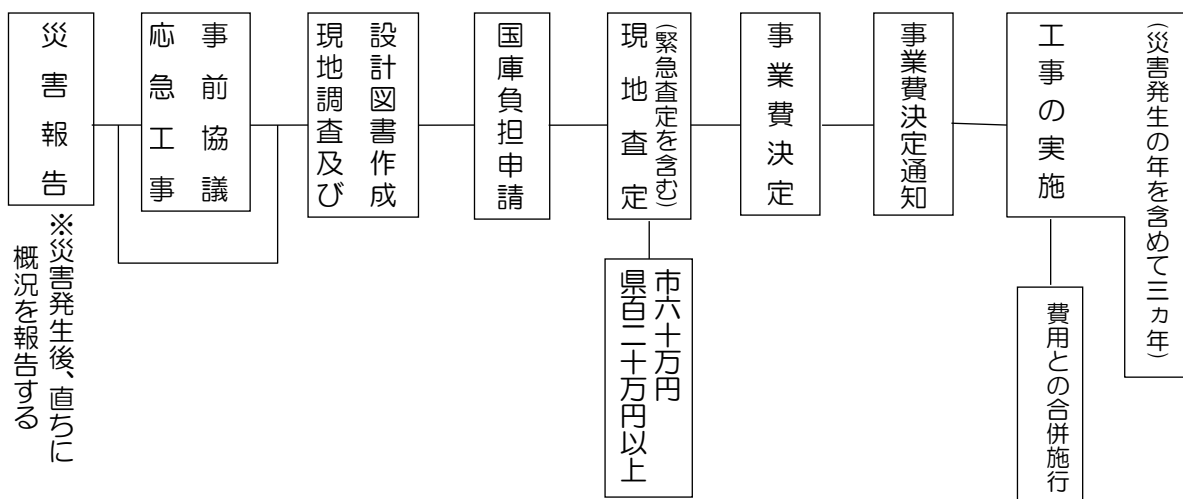 災害報告
※災害発生後、直ちに
概況を報告する
事前協議
応急工事
設計図書作成
現地調査及び
国庫負担申請
(緊急査定を含む)
現地査定
市六十万円
県百二十万円以上
事業費決定
事業費決定通知
(災害発生の年を含めて三ヵ年)
工事の実施
費用との合併施行